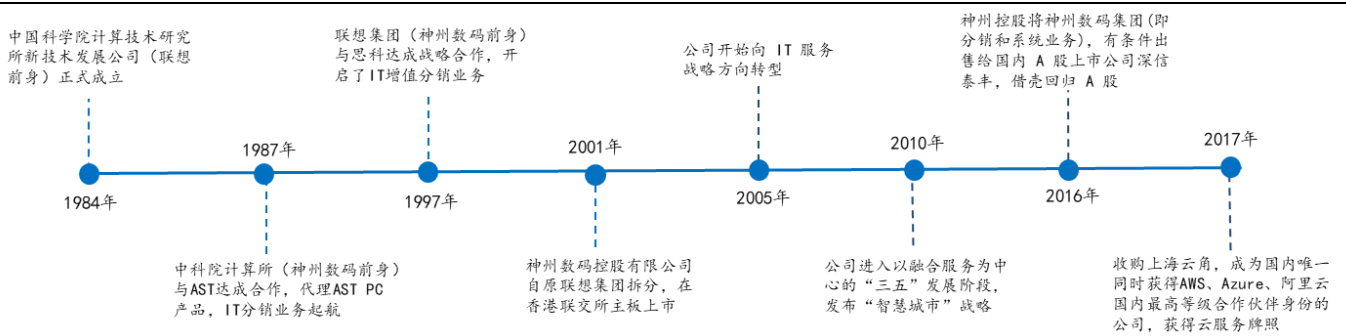 中国科学院计算技术研究
所新技术发展公司（联想
前身）正式成立
1984年
1987年
中科院计算所（神州数码前身）
与AST达成合作，代理AST PC
产品，IT分销业务起航
联想集团（神州数码前身）
与思科达成战略合作，开
启了IT增值分销业务
1997年
2001年
神州数码控股有限公司
自原联想集团拆分，在
香港联交所主板上市
公司开始向 IT 服务
战略方向转型
2005年
2010年
公司进入以融合服务为中
心的“三五”发展阶段，
发布“智慧城市”战略
神州控股将神州数码集团(即
分销和系统业务)，有条件出
售给国内 A 股上市公司深信
泰丰，借壳回归 A 股
2016年
2017年
收购上海云角，成为国内唯一
同时获得AWS、Azure、阿里云
国内最高等级合作伙伴身份的
公司，获得云服务牌照